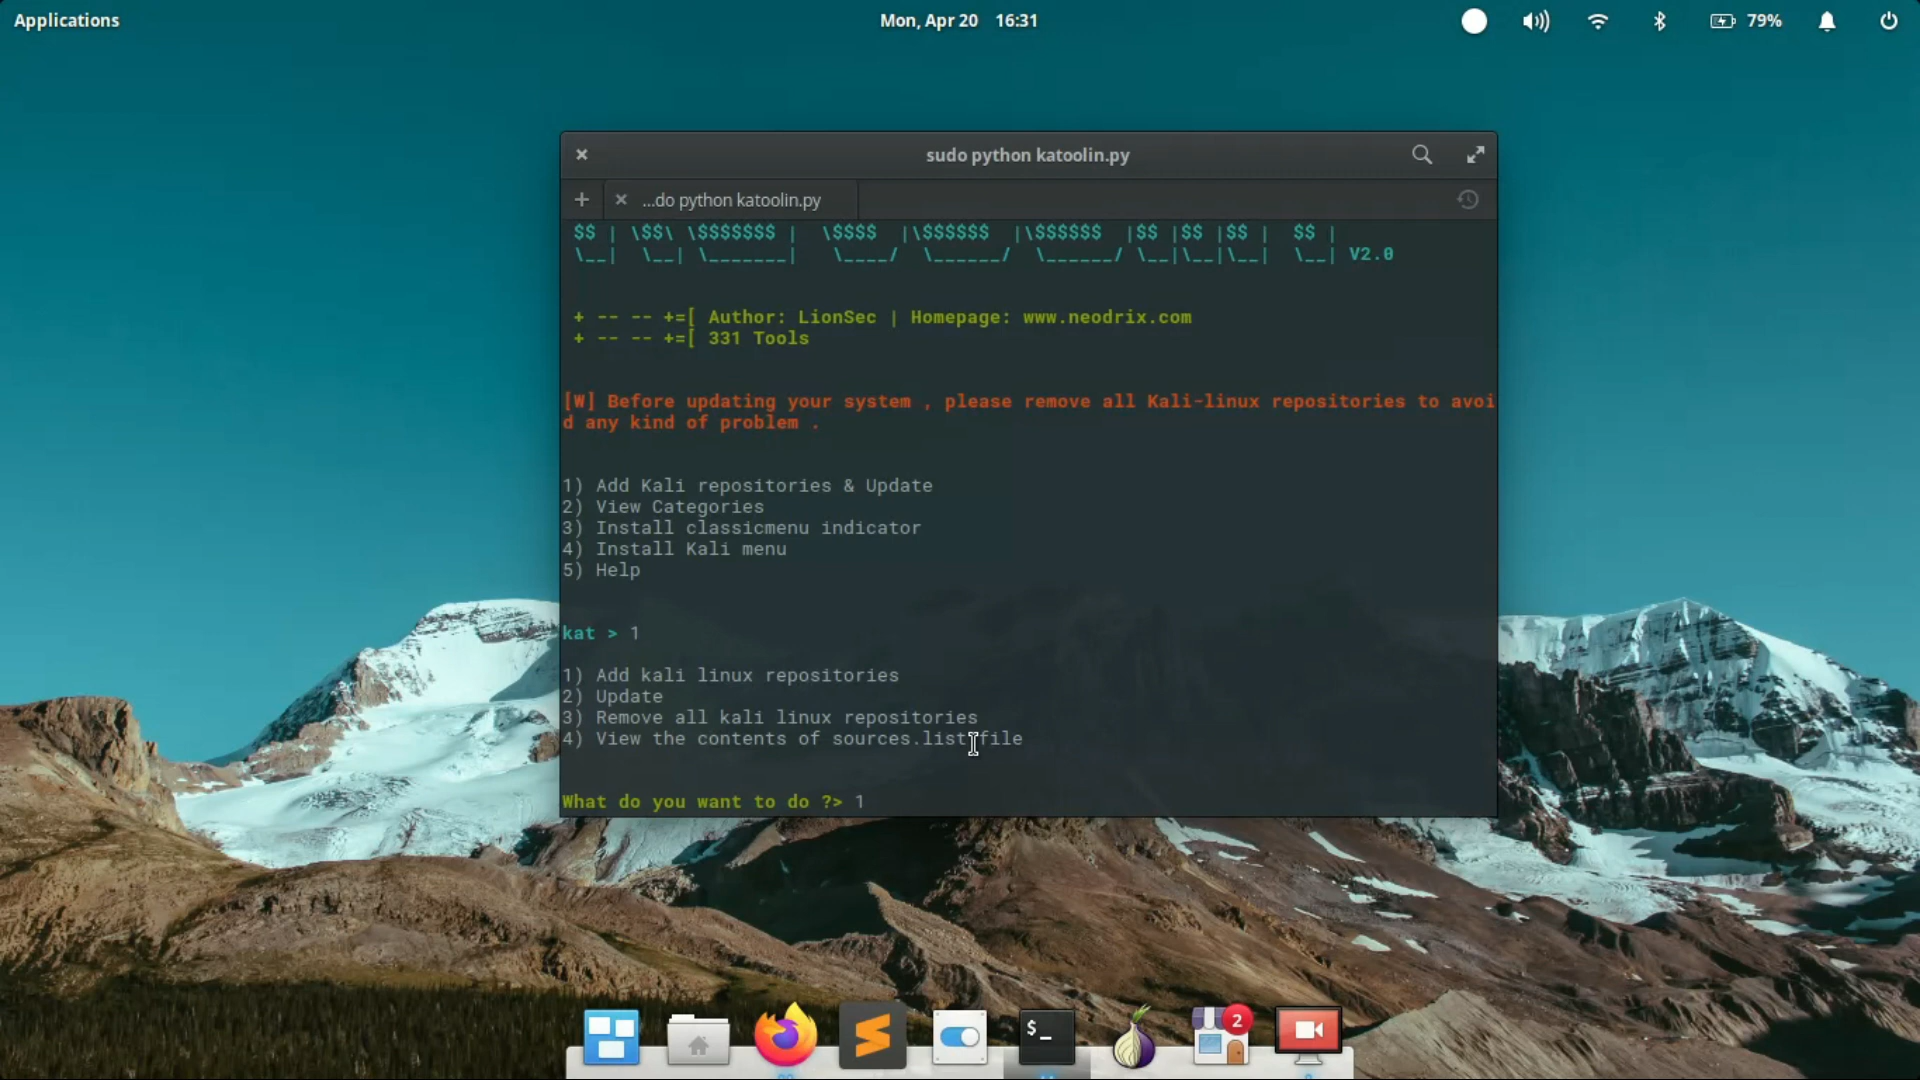 Applications
Mon, Apr 20 16:31
79%
sudo python katoolin.py
...do python katoolin.py
$$ | \$$\ \$$$$$$$ | \$$$$ |\$$$$$$ |\$$$$$$ |$$ |$$ |$$ | $$ |
\__| \__| \_______| \____/ \______/ \______/ \__|\__|\__| \__| V2.0
+ -- -- +=[ Author: LionSec | Homepage: www.neodrix.com
+ -- -- +=[ 331 Tools
[W] Before updating your system , please remove all Kali-linux repositories to avoi
d any kind of problem .
1) Add Kali repositories & Update
2) View Categories
3) Install classicmenu indicator
4) Install Kali menu
5) Help
kat > 1
1) Add kali linux repositories
2) Update
3) Remove all kali linux repositories
4) View the contents of sources.list file
What do you want to do ?> 1
$_
2